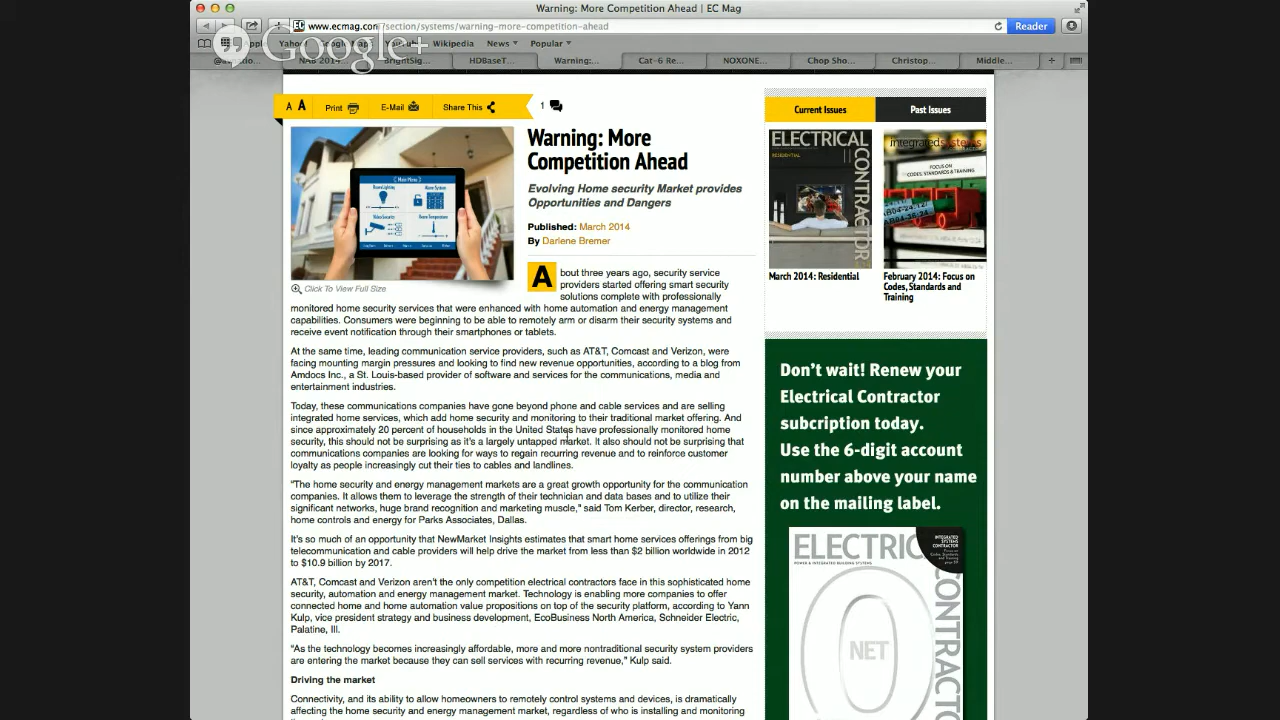 Warning: More Competition Ahead | EC Mag
www.ecmag.com/section/systems/warning-more-competition-ahead
Reader
Google+
Apple Yahoo! Google Maps YouTube Wikipedia News Popular
NAB 2014... BrightSig... HDBaseT... Warning:... Cat-6 Re... NOXONE... Chop Sho... Christop... Middle...
A A Print E-Mail Share This 1
Warning: More
Competition Ahead
Evolving Home security Market provides
Opportunities and Dangers
Published: March 2014
By Darlene Bremer
[ Main Menu ]
Click To View Full Size
About three years ago, security service
providers started offering smart security
solutions complete with professionally
monitored home security services that were enhanced with home automation and energy management
capabilities. Consumers were beginning to be able to remotely arm or disarm their security systems and
receive event notification through their smartphones or tablets.
At the same time, leading communication service providers, such as AT&T, Comcast and Verizon, were
facing mounting margin pressures and looking to find new revenue opportunities, according to a blog from
Amdocs Inc., a St. Louis-based provider of software and services for the communications, media and
entertainment industries.
Today, these communications companies have gone beyond phone and cable services and are selling
integrated home services, which add home security and monitoring to their traditional market offering. And
since approximately 20 percent of households in the United States have professionally monitored home
security, this should not be surprising as it's a largely untapped market. It also should not be surprising that
communications companies are looking for ways to regain recurring revenue and to reinforce customer
loyalty as people increasingly cut their ties to cables and landlines.
"The home security and energy management markets are a great growth opportunity for the communication
companies. It allows them to leverage the strength of their technician and data bases and to utilize their
significant networks, huge brand recognition and marketing muscle," said Tom Kerber, director, research,
home controls and energy for Parks Associates, Dallas.
It's so much of an opportunity that NewMarket Insights estimates that smart home services offerings from big
telecommunication and cable providers will help drive the market from less than $2 billion worldwide in 2012
to $10.9 billion by 2017.
AT&T, Comcast and Verizon aren't the only competition electrical contractors face in this sophisticated home
security, automation and energy management market. Technology is enabling more companies to offer
connected home and home automation value propositions on top of the security platform, according to Yann
Kulp, vice president strategy and business development, EcoBusiness North America, Schneider Electric,
Palatine, Ill.
"As the technology becomes increasingly affordable, more and more nontraditional security system providers
are entering the market because they can sell services with recurring revenue," Kulp said.
Driving the market
Connectivity, and its ability to allow homeowners to remotely control systems and devices, is dramatically
affecting the home security and energy management market, regardless of who is installing and monitoring
Current Issues Past Issues
ELECTRICAL CONTRACTOR
RESIDENTIAL
integratedsystems
FOCUS ON
CODES, STANDARDS & TRAINING
March 2014: Residential
February 2014: Focus on
Codes, Standards and
Training
Don't wait! Renew your
Electrical Contractor
subcription today.
Use the 6-digit account
number above your name
on the mailing label.
ELECTRIC
POWER & INTEGRATED BUILDING SYSTEMS
INTEGRATED
SYSTEMS
CONTRACTOR
CONTRACTOR
NET
0